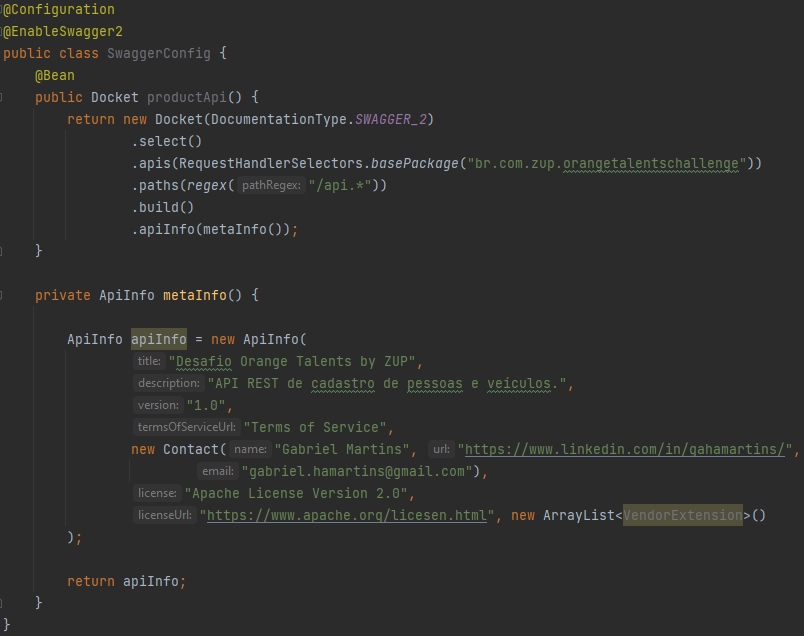 @Configuration
@EnableSwagger2
public class SwaggerConfig {
@Bean
public Docket productApi() {
return new Docket(DocumentationType.SWAGGER_2)
.select()
.apis(RequestHandlerSelectors.basePackage("br.com.zup.orangetalentschallenge"))
.paths(regex( pathRegex: "/api.*"))
.build()
.apiInfo(metaInfo());
}
private ApiInfo metaInfo() {
ApiInfo apiInfo = new ApiInfo(
title: "Desafio Orange Talents by ZUP",
description: "API REST de cadastro de pessoas e veículos.",
version: "1.0",
termsOfServiceUrl: "Terms of Service",
new Contact( name: "Gabriel Martins", url: "https://www.linkedin.com/in/gahamartins/",
email: "gabriel.hamartins@gmail.com"),
license: "Apache License Version 2.0",
licenseUrl: "https://www.apache.org/licesen.html", new ArrayList<VendorExtension>()
);
return apiInfo;
}
}